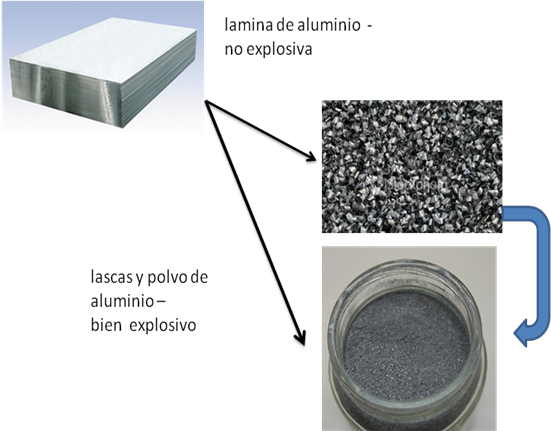 lamina de aluminio -
no explosiva
lascas y polvo de
aluminio –
bien explosivo